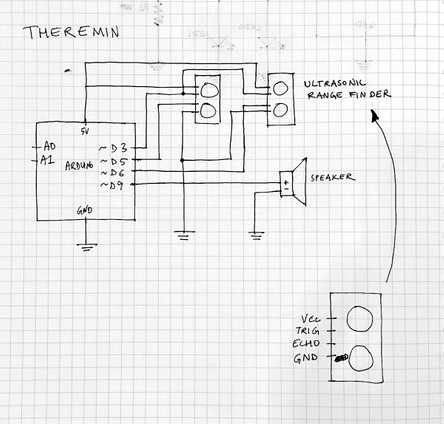 THEREMIN
ULTRASONIC
RANGE FINDER
5V
A0
A1
ARDUINO
~D3
~D5
~D6
~D9
GND
+
-
SPEAKER
VCC
TRIG
ECHO
GND